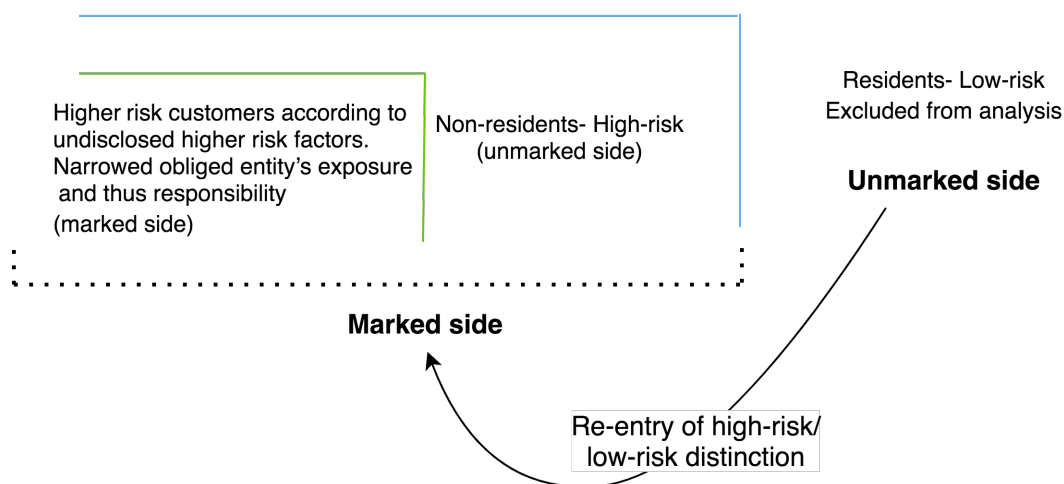 Higher risk customers according to
undisclosed higher risk factors.
Narrowed obliged entity's exposure
and thus responsibility
(marked side)
Non-residents- High-risk
(unmarked side)
Residents- Low-risk
Excluded from analysis
Unmarked side
Marked side
Re-entry of high-risk/
low-risk distinction